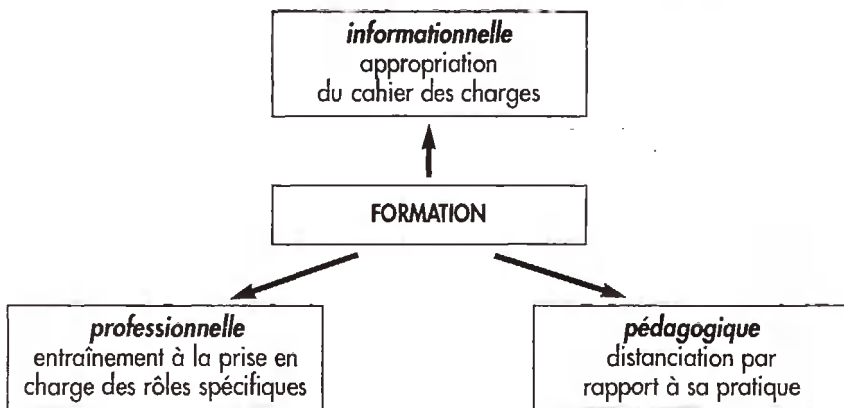 informationnelle
appropriation
du cahier des charges
FORMATION
professionnelle
entraînement à la prise en
charge des rôles spécifiques
pédagogique
distanciation par
rapport à sa pratique